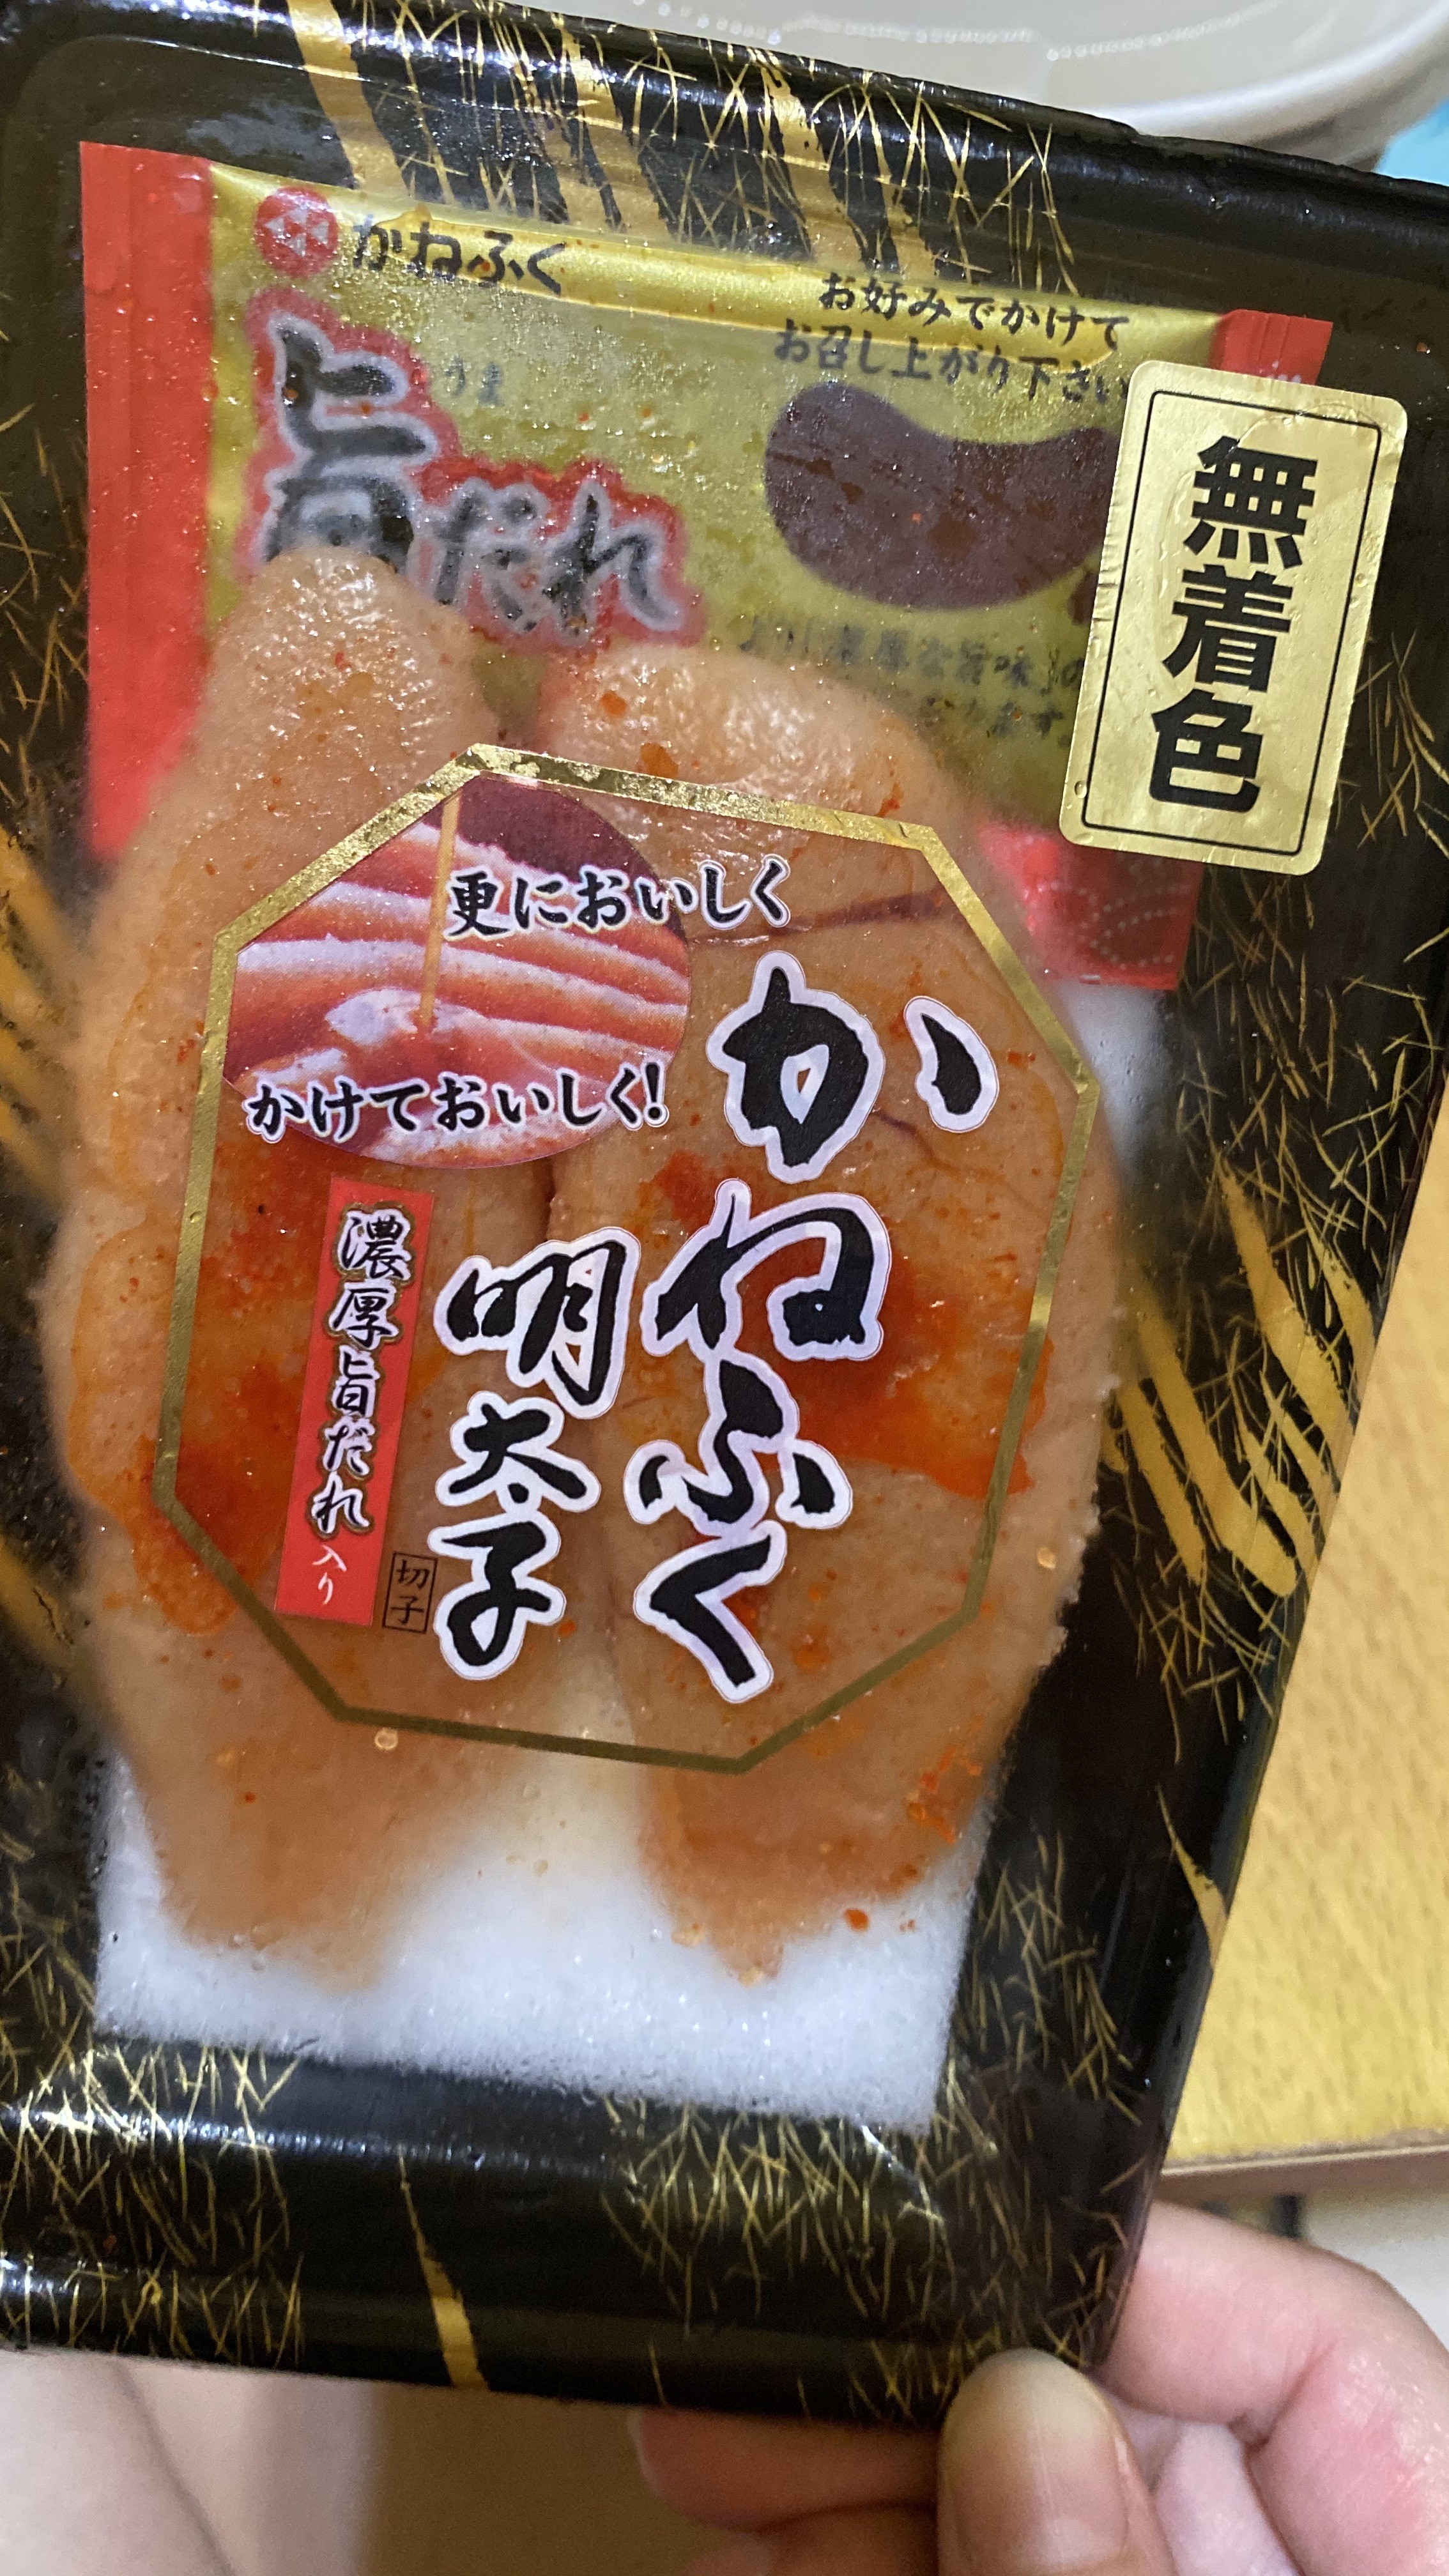 かねふく
お好みでかけて
お召し上がり下さい
うま
旨だれ
無着色
更においしく
かけておいしく!
かねふく
明太子
濃厚旨だれ入り
切子